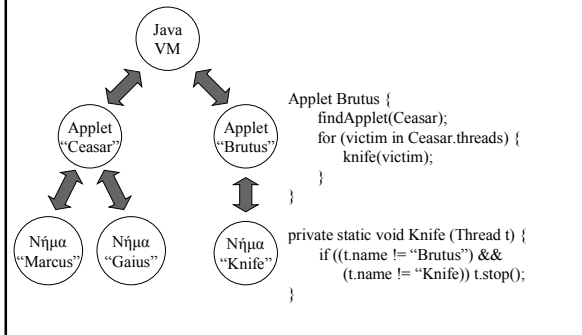 Java
VM
Applet
“Ceasar”
Applet
“Brutus”
Νήμα
“Marcus”
Νήμα
“Gaius”
Νήμα
“Knife”
Applet Brutus {
findApplet(Ceasar);
for (victim in Ceasar.threads) {
knife(victim);
}
}
private static void Knife (Thread t) {
if ((t.name != “Brutus”) &&
(t.name != “Knife)) t.stop();
}